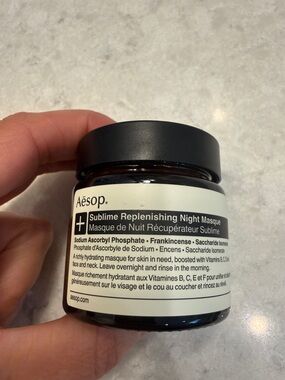 Aēsop.
+
Sublime Replenishing Night Masque
Masque de Nuit Récupérateur Sublime
Sodium Ascorbyl Phosphate - Frankincense - Saccharide Isomerate
Phosphate d'Ascorbyle de Sodium - Encens - Saccharide Isomerate
A richly hydrating masque for skin in need, boosted with Vitamins B, C, E and
face and neck. Leave overnight and rinse in the morning.
Masque richement hydratant aux Vitamines B, C, E et F pour
généreusement sur le visage et le cou au coucher et rincez au
aesop.com